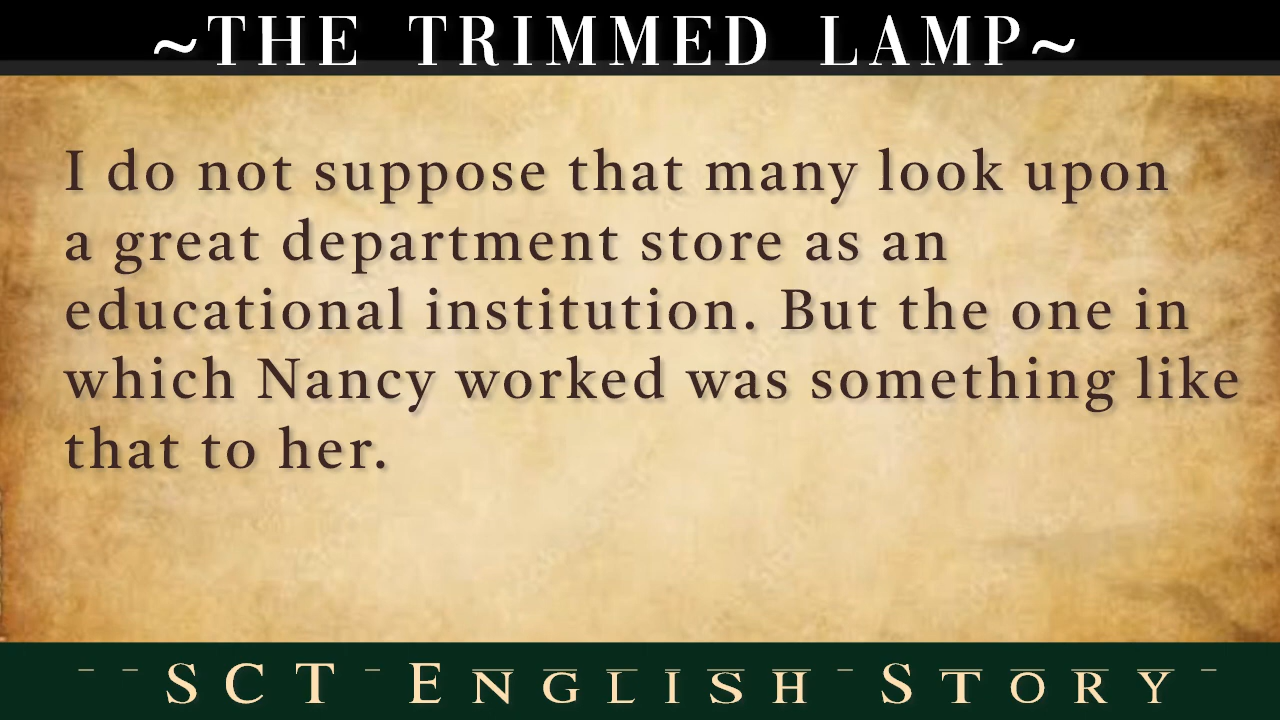 ~THE TRIMMED LAMP~
I do not suppose that many look upon
a great department store as an
educational institution. But the one in
which Nancy worked was something like
that to her.
SCT English Story